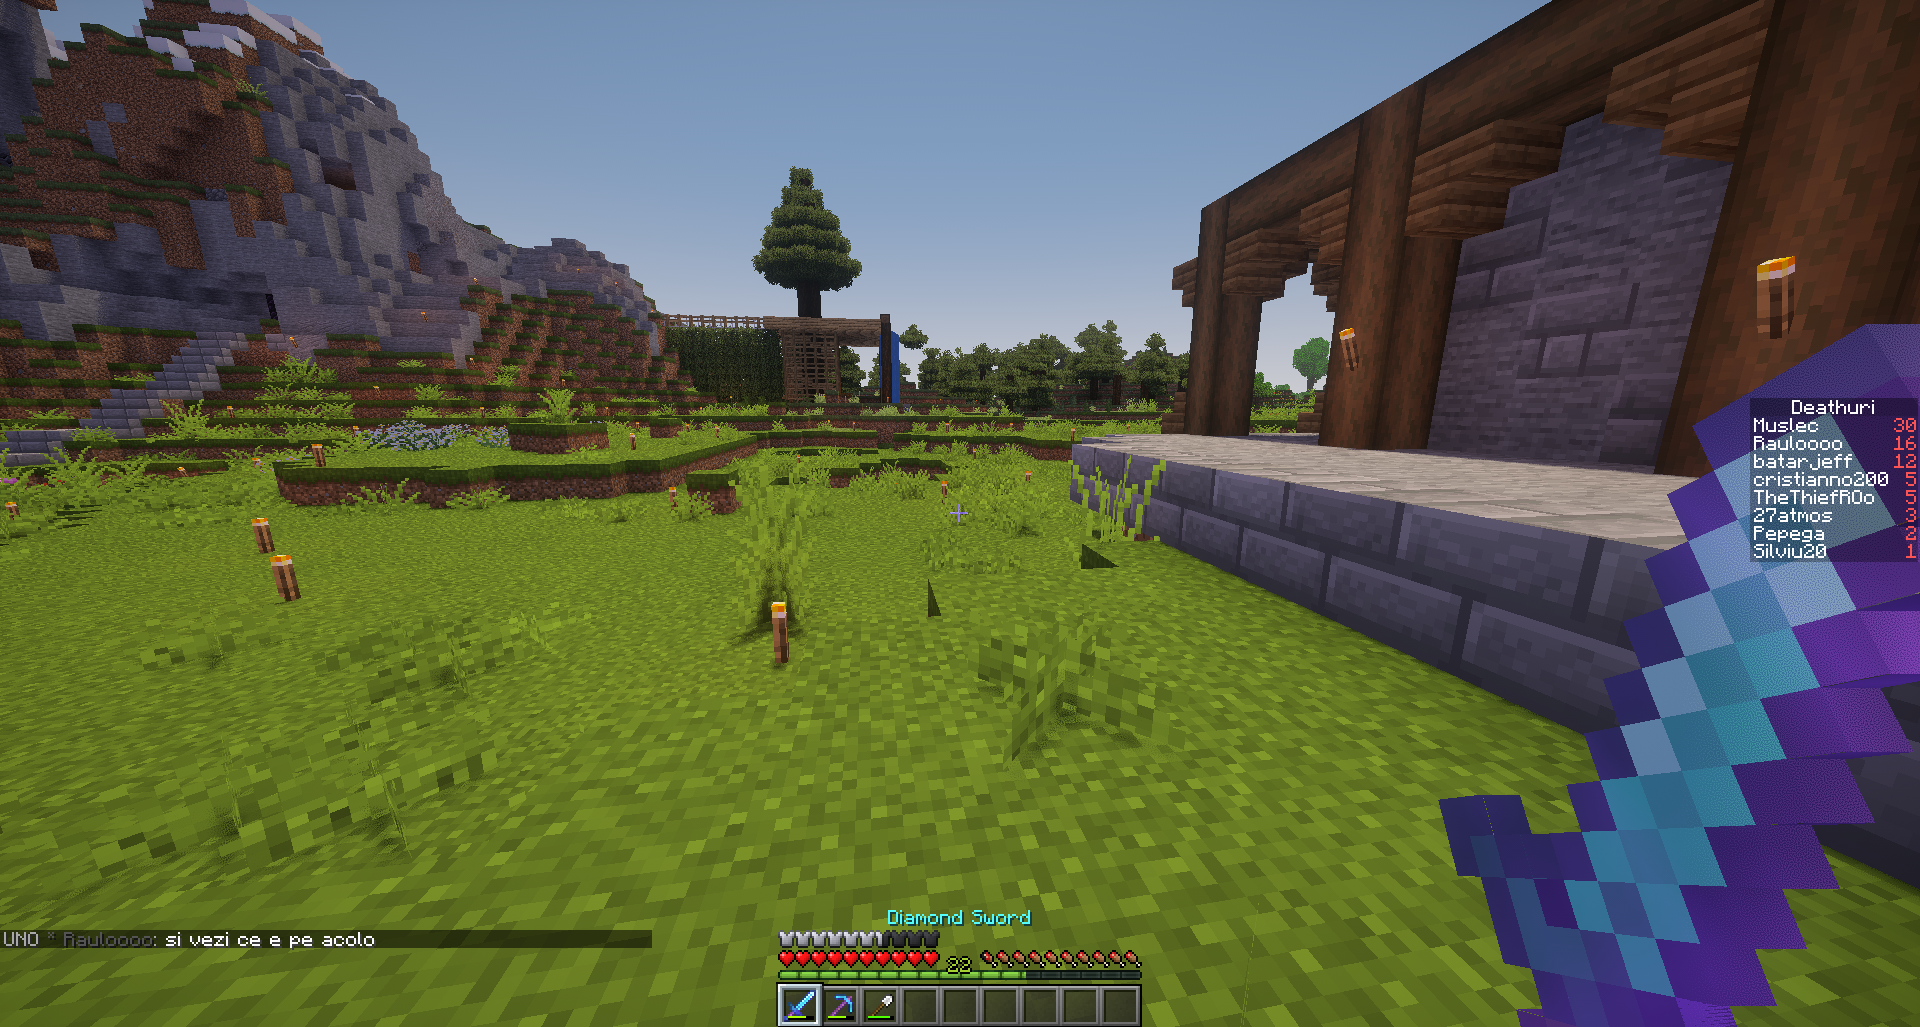 Deathuri
Muslec 30
Rauloooo 16
batarjeff 12
cristianno200 5
TheThiefROo 5
27atmos 3
Pepega 2
Silviu20 1
Diamond Sword
UNO * Rauloooo: si vezi ce e pe acolo
22